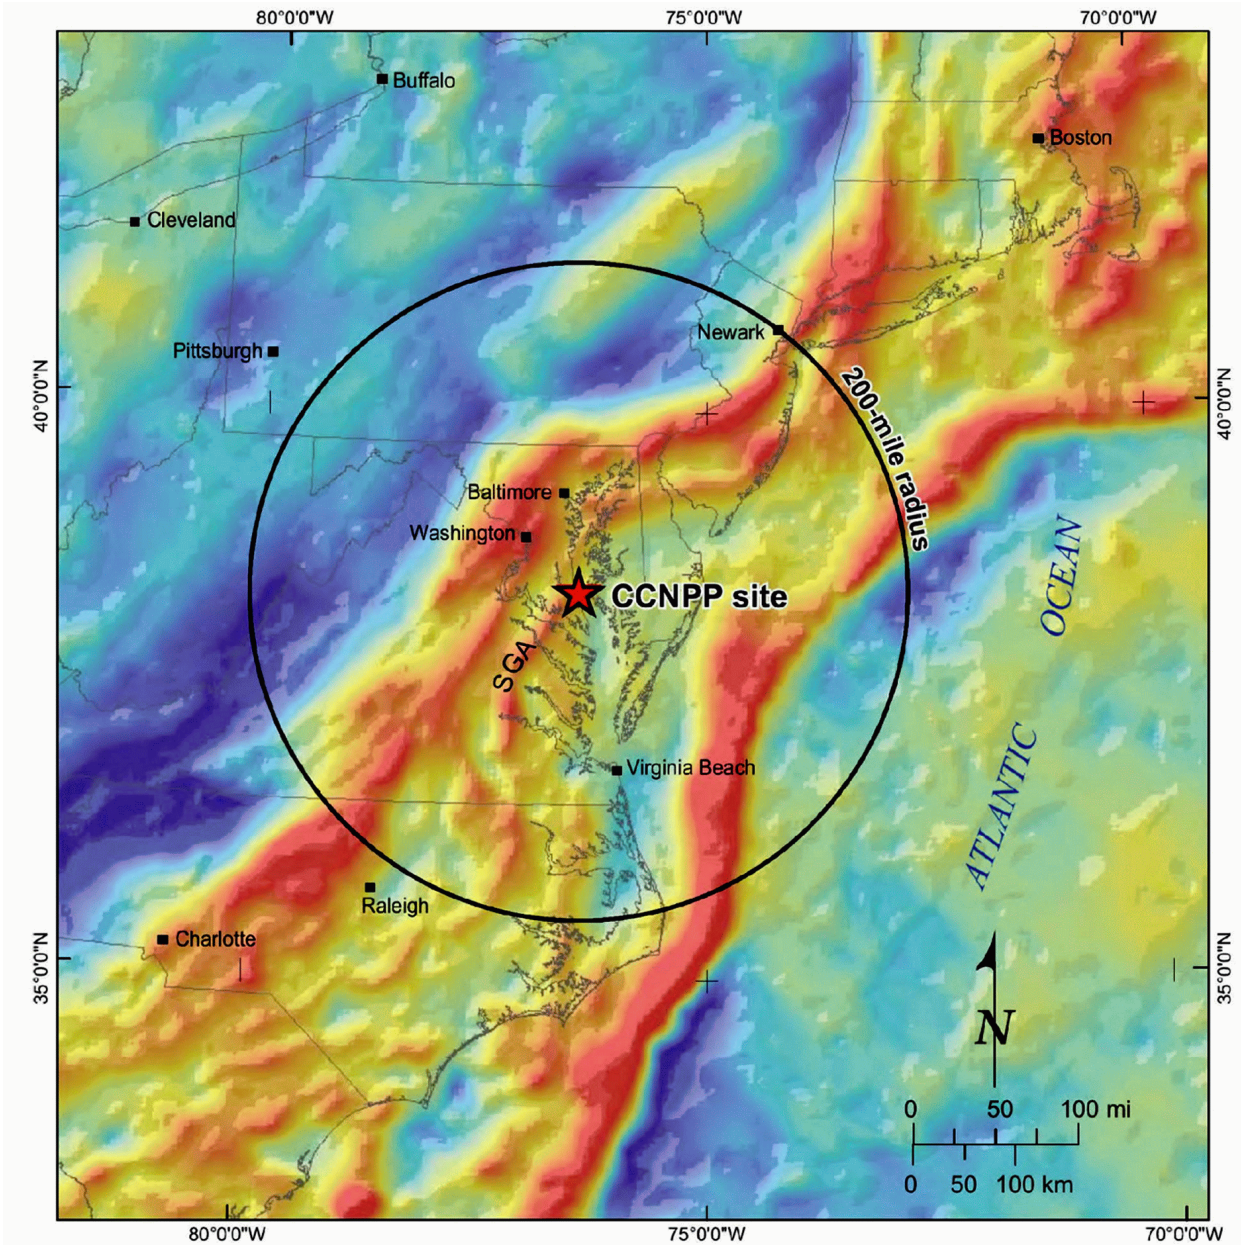 80°0'0"W 75°0'0"W 70°0'0"W
Buffalo
Boston
Cleveland
Newark
Pittsburgh
40°0'0"N
40°0'0"N
200-mile radius
Baltimore
Washington
CCNPP site
OCEAN
SGA
Virginia Beach
ATLANTIC
Raleigh
Charlotte
35°0'0"N
35°0'0"N
N
0 50 100 mi
0 50 100 km
80°0'0"W 75°0'0"W 70°0'0"W